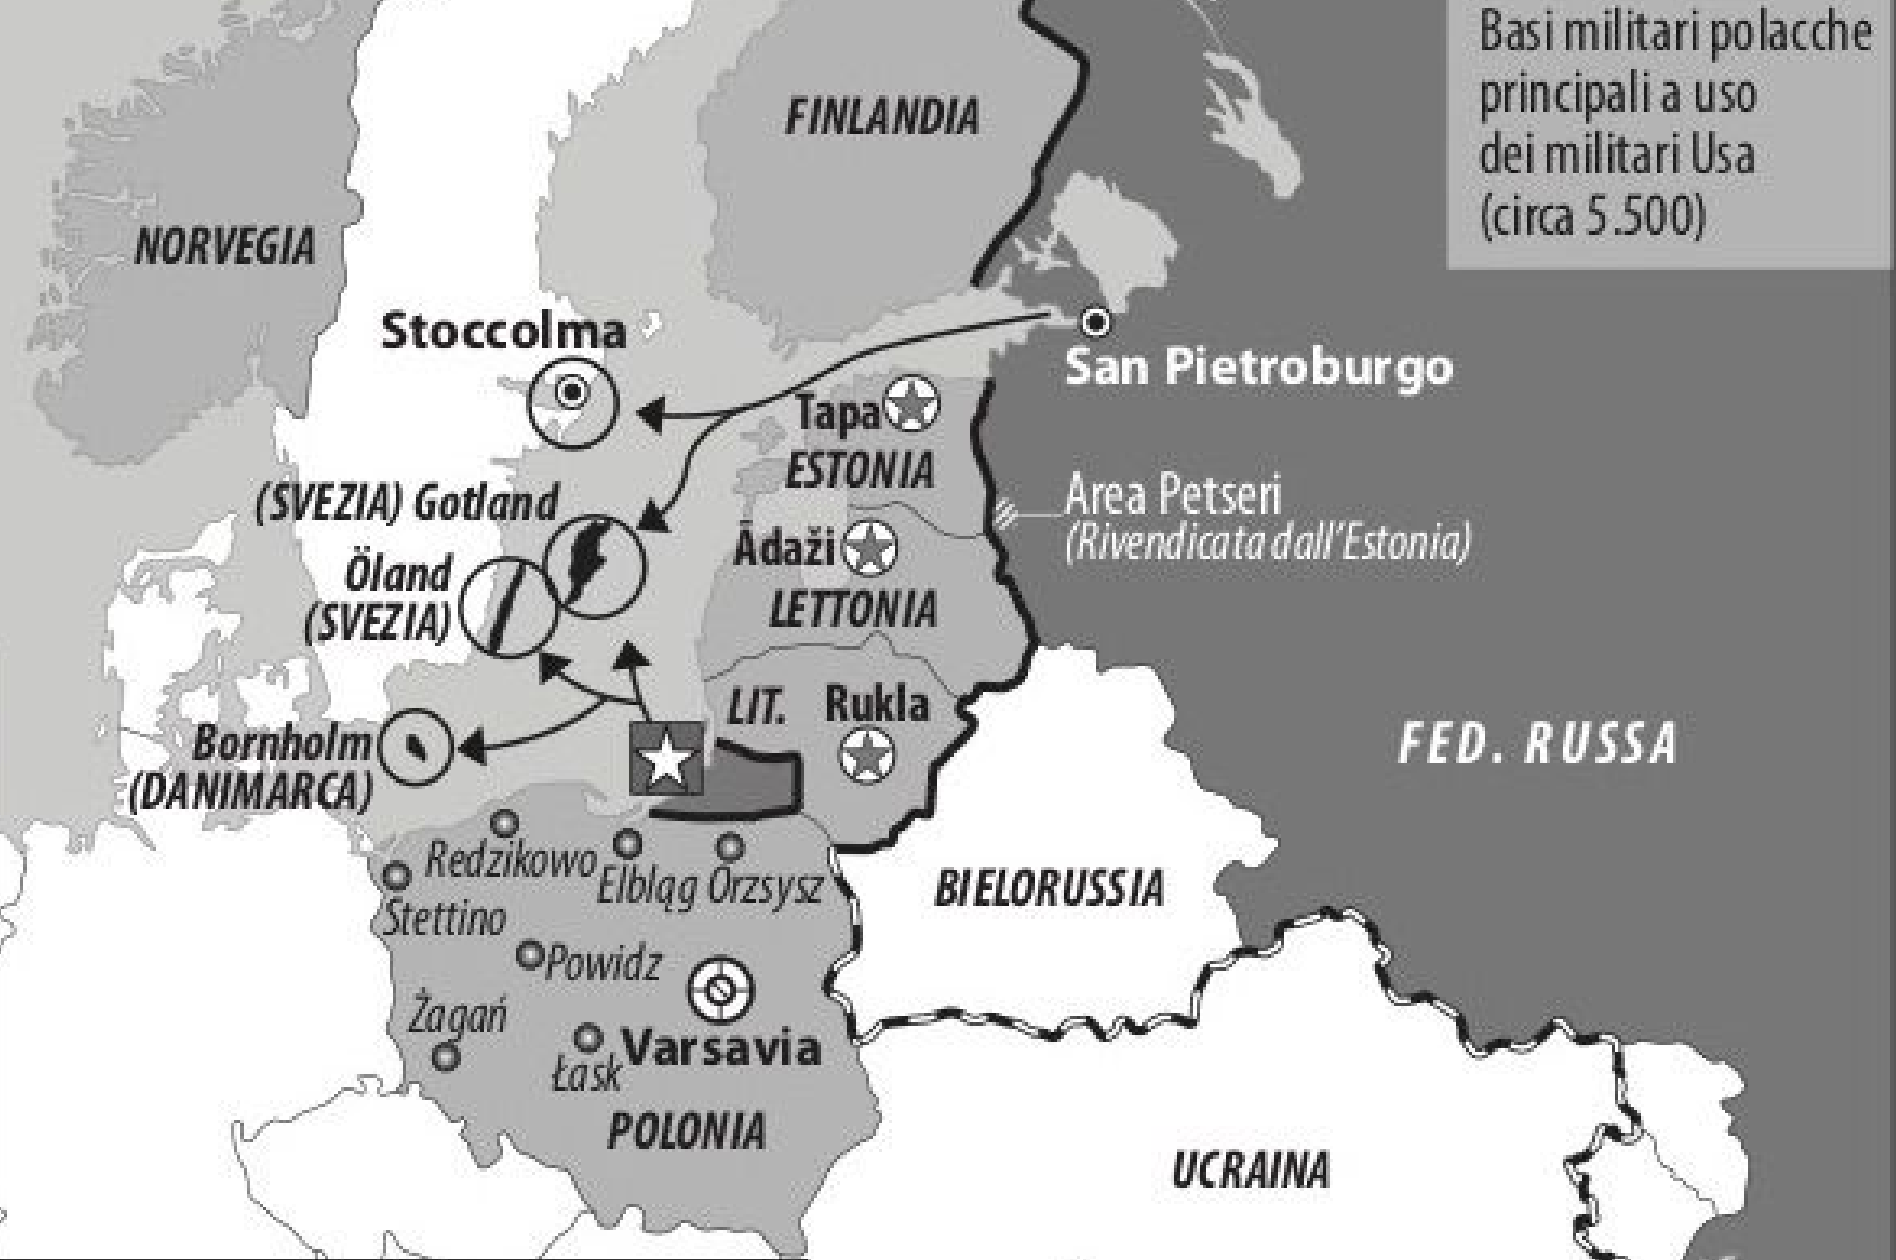 Basi militari polacche
principali a uso
dei militari Usa
(circa 5.500)
FINLANDIA
NORVEGIA
Stoccolma
San Pietroburgo
Tapa
ESTONIA
(SVEZIA) Gotland
Area Petseri
(Rivendicata dall'Estonia)
Ādaži
Öland
(SVEZIA)
LETTONIA
LIT.
Rukla
Bornholm
(DANIMARCA)
FED. RUSSA
Redzikowo
Elbląg
Orzsysz
Stettino
BIELORUSSIA
Powidz
Żagań
Łask
Varsavia
POLONIA
UCRAINA